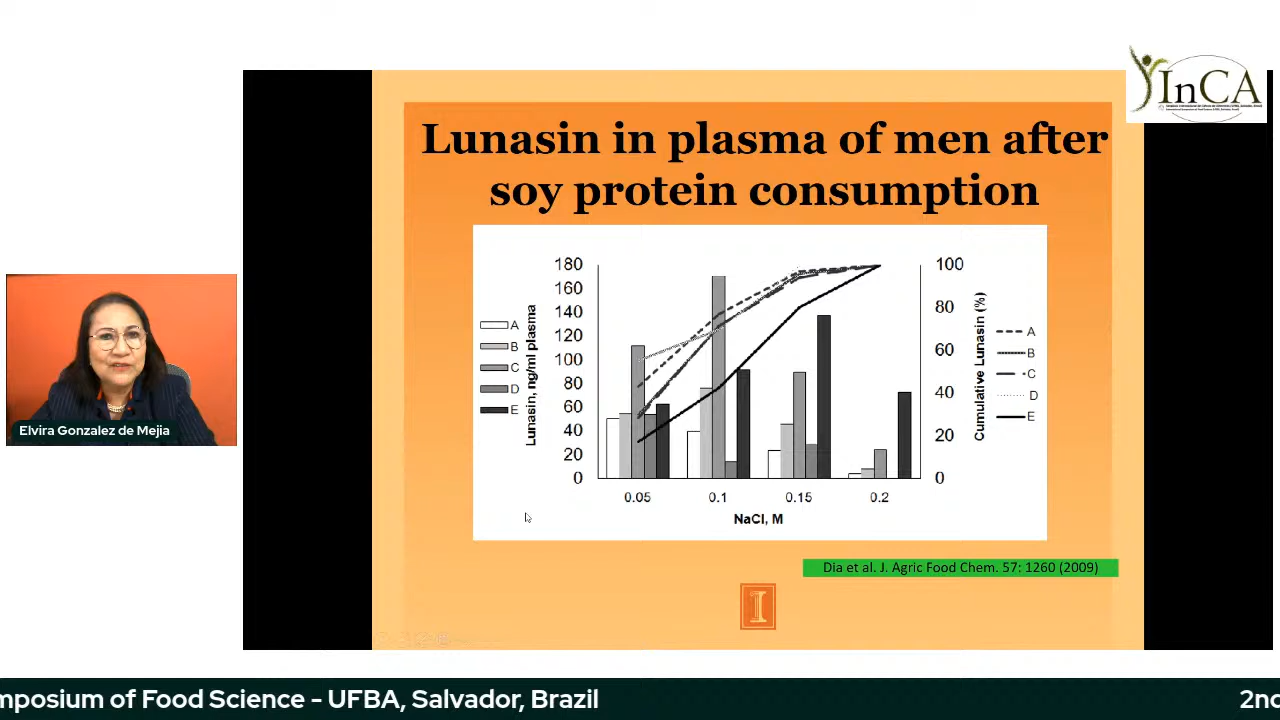 InCA
Lunasin in plasma of men after
soy protein consumption
180
160
140
120
100
80
60
40
20
0
Lunasin, ng/ml plasma
A
B
C
D
E
100
80
60
40
20
0
Cumulative Lunasin (%)
A
B
C
D
E
0.05 0.1 0.15 0.2
NaCl, M
Elvira Gonzalez de Mejia
Dia et al. J. Agric Food Chem. 57: 1260 (2009)
I
mposium of Food Science - UFBA, Salvador, Brazil 2nd